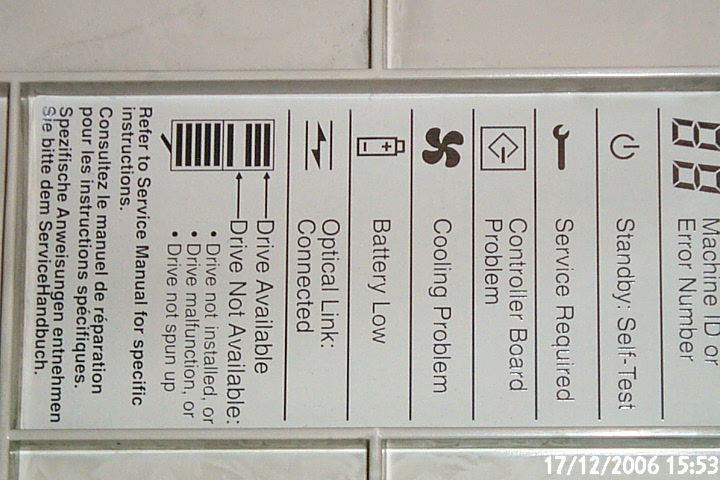 88
Machine ID or
Error Number
Standby: Self-Test
Service Required
Controller Board
Problem
Cooling Problem
Battery Low
Optical Link:
Connected
Drive Available
Drive Not Available:
• Drive not installed, or
• Drive malfunction, or
• Drive not spun up
Refer to Service Manual for specific
instructions.
Consultez le manuel de réparation
pour les instructions spécifiques.
Spezifische Anweisungen entnehmen
Sie bitte dem ServiceHandbuch.
17/12/2006 15:53